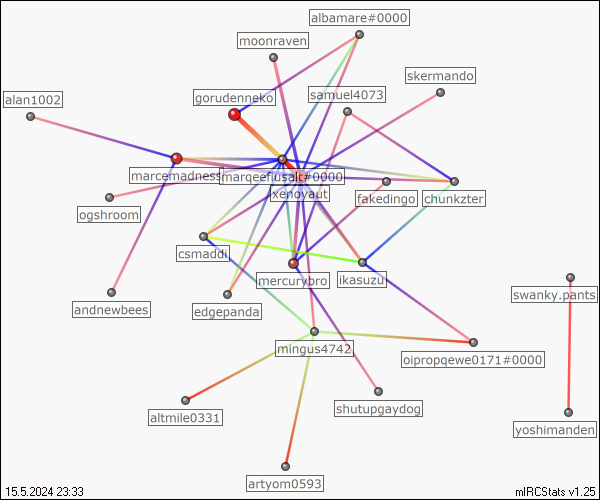 albamare#0000
moonraven
skermando
samuel4073
gorudenneko
alan1002
marcemadness
marqeefiusalt#0000
xenoyaut
fakedingo
chunkzter
ogshroom
csmaddi
mercurybro
ikasuzu
swanky.pants
andnewbees
edgepanda
mingus4742
oipropqewe0171#0000
altmile0331
shutupgaydog
yoshimanden
artyom0593
15.5.2024 23:33
mIRCStats v1.25